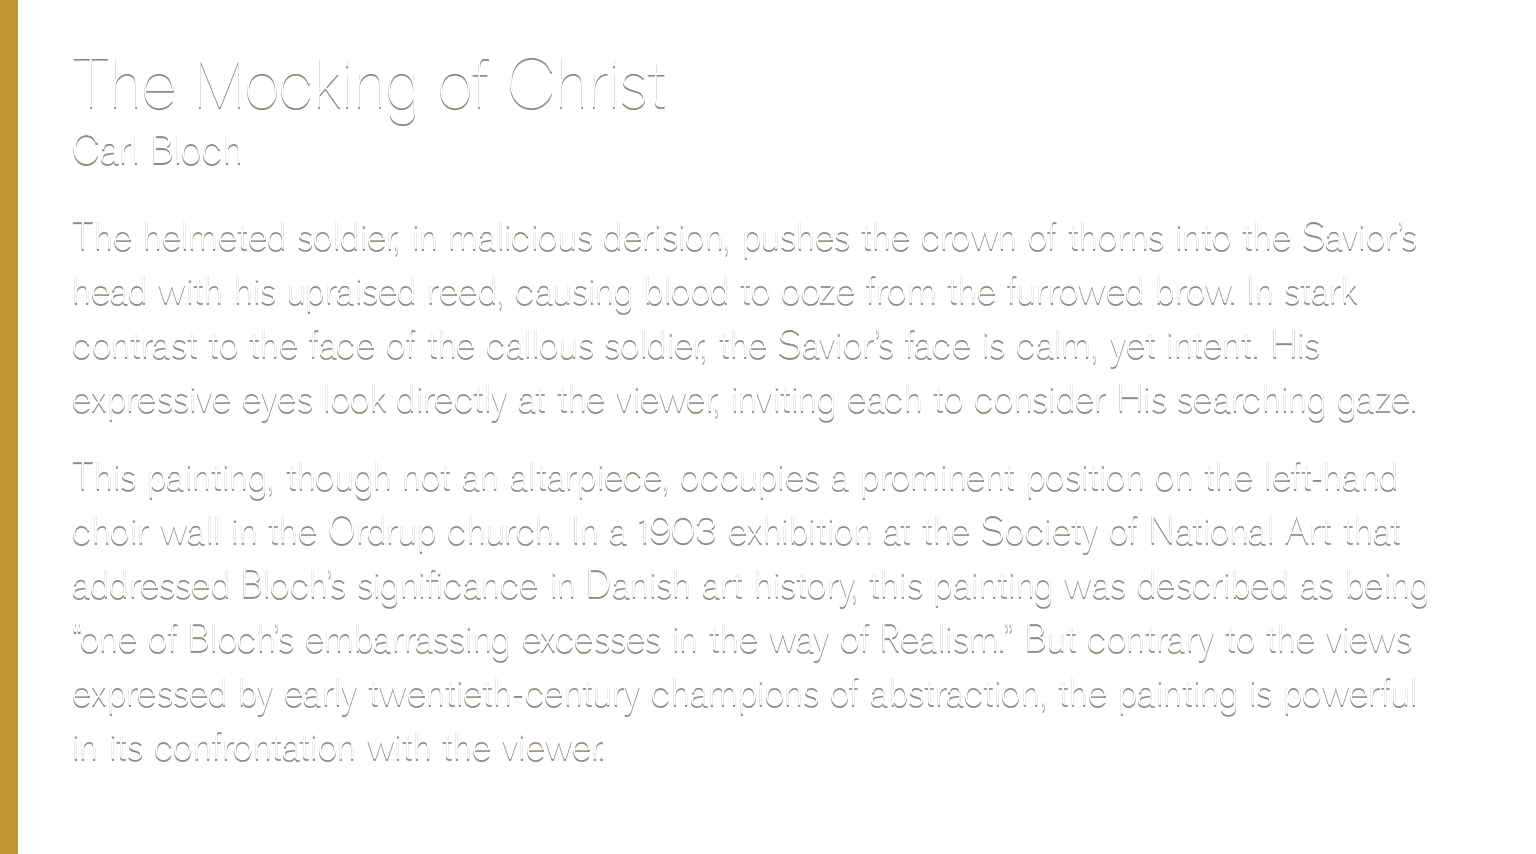 The Mocking of Christ
Carl Bloch
The helmeted soldier, in malicious derision, pushes the crown of thorns into the Savior’s
head with his upraised reed, causing blood to ooze from the furrowed brow. In stark
contrast to the face of the callous soldier, the Savior’s face is calm, yet intent. His
expressive eyes look directly at the viewer, inviting each to consider His searching gaze.
This painting, though not an altarpiece, occupies a prominent position on the left-hand
choir wall in the Ordrup church. In a 1903 exhibition at the Society of National Art that
addressed Bloch’s significance in Danish art history, this painting was described as being
“one of Bloch’s embarrassing excesses in the way of Realism.” But contrary to the views
expressed by early twentieth-century champions of abstraction, the painting is powerful
in its confrontation with the viewer.